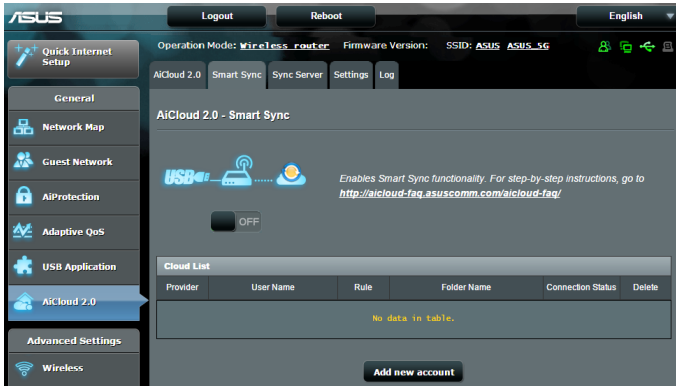 ASUS
Logout
Reboot
English
Quick Internet
Setup
Operation Mode: Wireless router Firmware Version: SSID: ASUS ASUS_5G
AiCloud 2.0
Smart Sync
Sync Server
Settings
Log
General
Network Map
Guest Network
AiProtection
Adaptive QoS
USB Application
AiCloud 2.0
Advanced Settings
Wireless
AiCloud 2.0 - Smart Sync
USB
Enables Smart Sync functionality. For step-by-step instructions, go to
http://aicloud-faq.asuscomm.com/aicloud-faq/
OFF
Cloud List
Provider User Name Rule Folder Name Connection Status Delete
No data in table.
Add new account